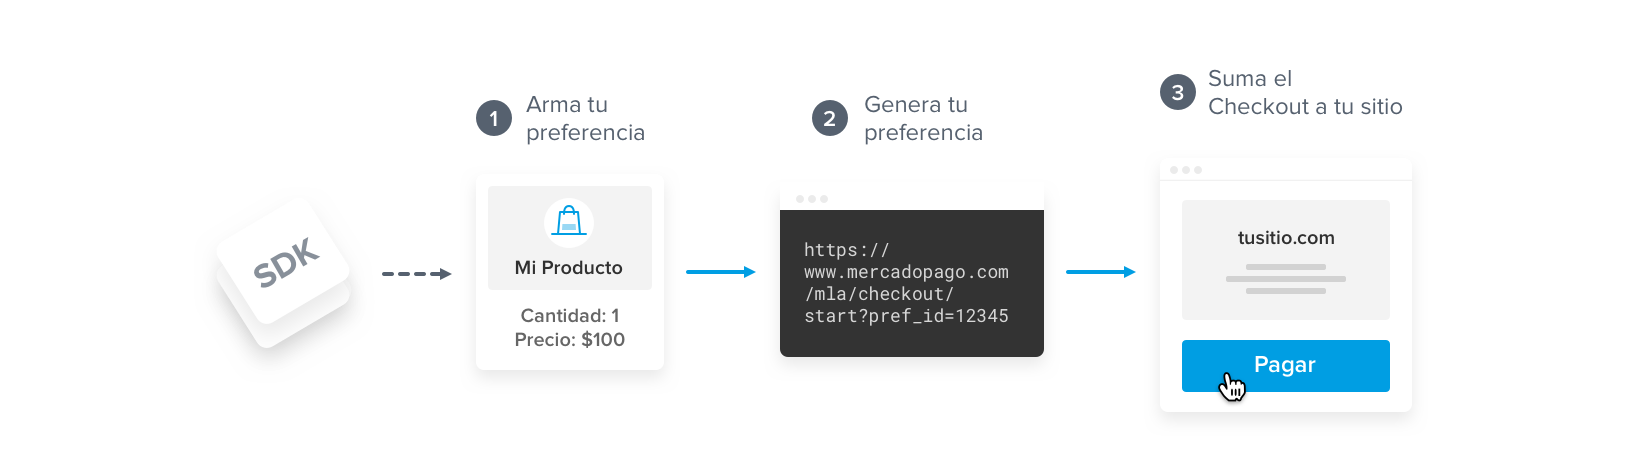 SDK
1
Arma tu
preferencia
Mi Producto
Cantidad: 1
Precio: $100
2
Genera tu
preferencia
https://
www.mercadopago.com
/mla/checkout/
start?pref_id=12345
3
Suma el
Checkout a tu sitio
tusitio.com
Pagar